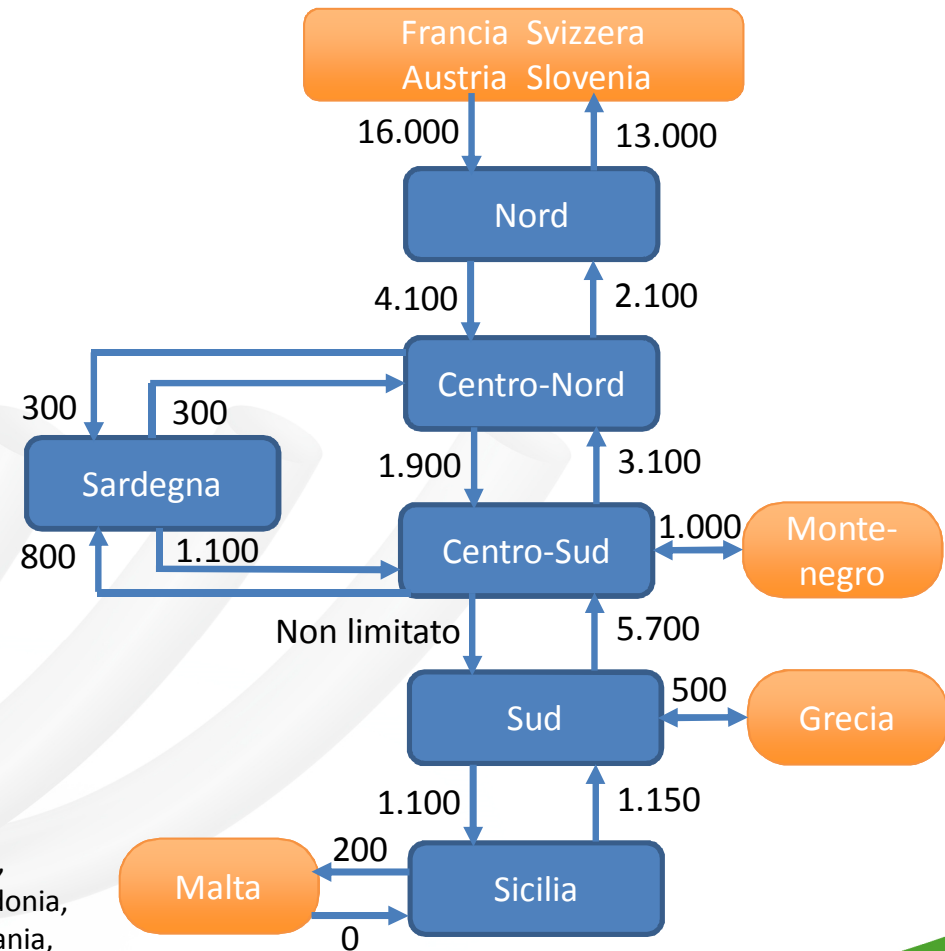 Francia Svizzera
Austria Slovenia
16.000
13.000
Nord
4.100
2.100
Centro-Nord
300
300
Sardegna
1.900
3.100
800
1.100
Centro-Sud
1.000
Monte-
negro
Non limitato
5.700
Sud
500
Grecia
1.100
1.150
Malta
200
0
Sicilia
,
donia,
ania,